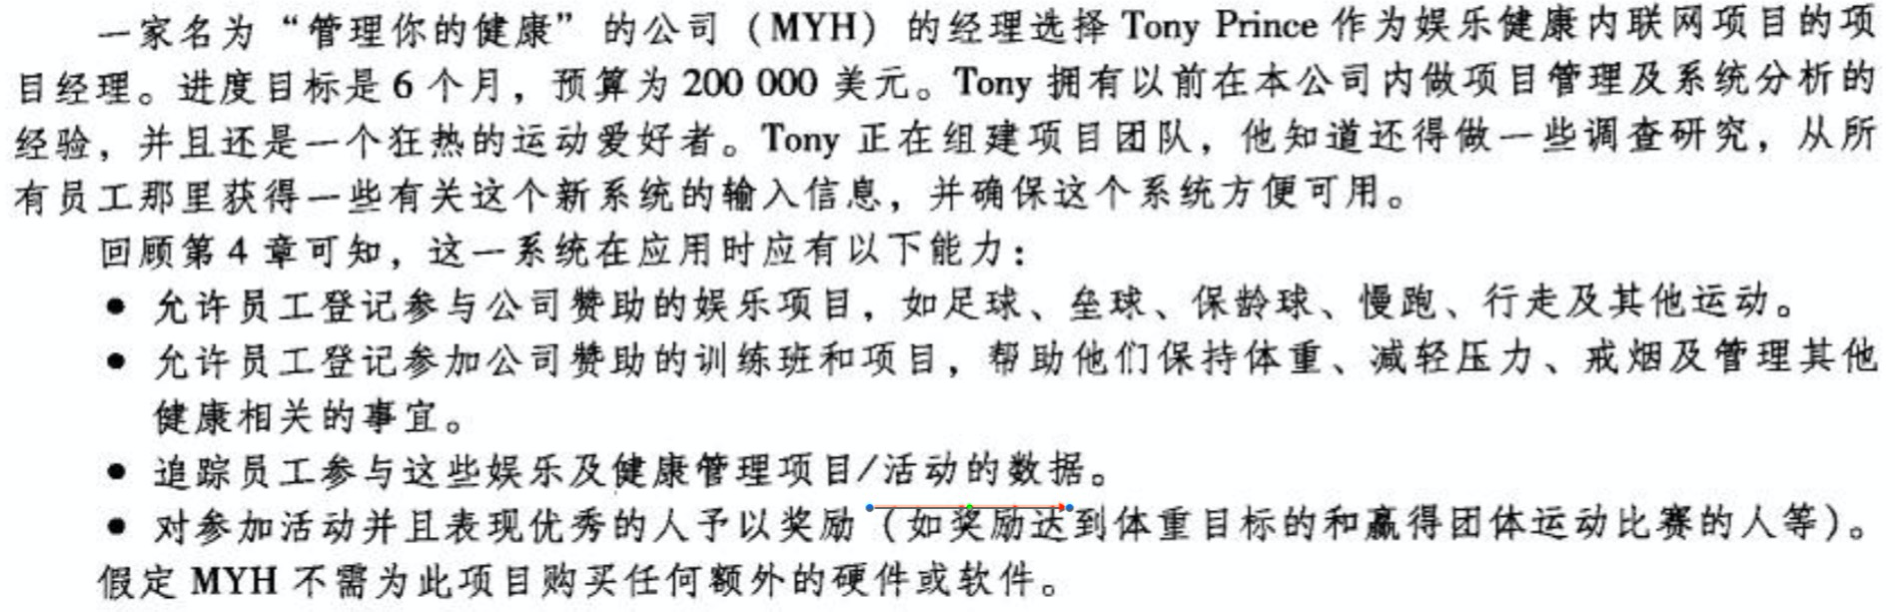 一家名为“管理你的健康”的公司（MYH）的经理选择 Tony Prince 作为娱乐健康内联网项目的项
目经理。进度目标是 6 个月，预算为 200 000 美元。Tony 拥有以前在本公司内做项目管理及系统分析的
经验，并且还是一个狂热的运动爱好者。Tony 正在组建项目团队，他知道还得做一些调查研究，从所
有员工那里获得一些有关这个新系统的输入信息，并确保这个系统方便可用。
回顾第 4 章可知，这一系统在应用时应有以下能力：
● 允许员工登记参与公司赞助的娱乐项目，如足球、垒球、保龄球、慢跑、行走及其他运动。
● 允许员工登记参加公司赞助的训练班和项目，帮助他们保持体重、减轻压力、戒烟及管理其他
健康相关的事宜。
● 追踪员工参与这些娱乐及健康管理项目/活动的数据。
● 对参加活动并且表现优秀的人予以奖励（如奖励达到体重目标的和赢得团体运动比赛的人等）。
假定 MYH 不需为此项目购买任何额外的硬件或软件。